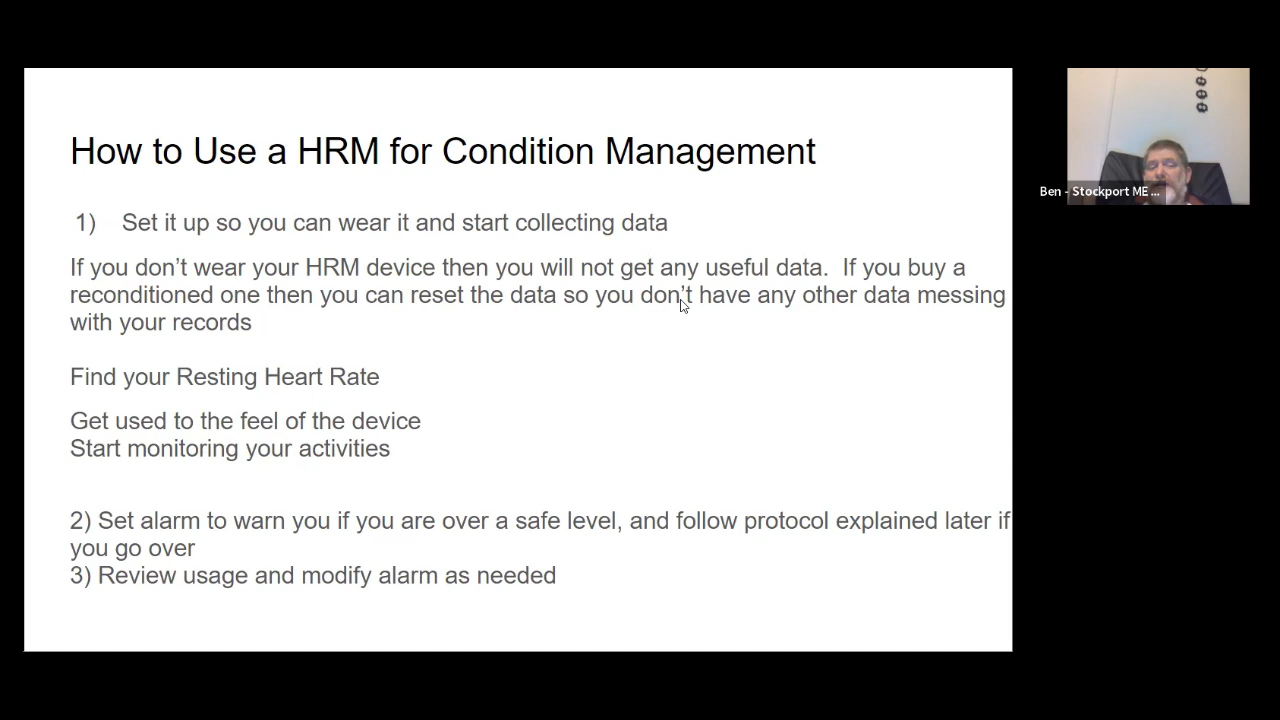 How to Use a HRM for Condition Management
1) Set it up so you can wear it and start collecting data
If you don’t wear your HRM device then you will not get any useful data.  If you buy a
reconditioned one then you can reset the data so you don’t have any other data messing
with your records
Find your Resting Heart Rate
Get used to the feel of the device
Start monitoring your activities
2) Set alarm to warn you if you are over a safe level, and follow protocol explained later if
you go over
3) Review usage and modify alarm as needed
Ben - Stockport ME ...